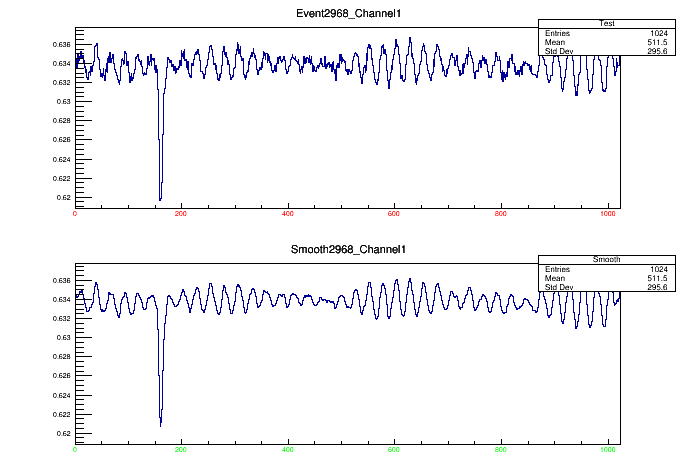 Event2968_Channel1
Test
Entries 1024
Mean 511.5
Std Dev 295.6
0.636
0.634
0.632
0.63
0.628
0.626
0.624
0.622
0.62
0 200 400 600 800 1000
Smooth2968_Channel1
Smooth
Entries 1024
Mean 511.5
Std Dev 295.6
0.636
0.634
0.632
0.63
0.628
0.626
0.624
0.622
0.62
0 200 400 600 800 1000